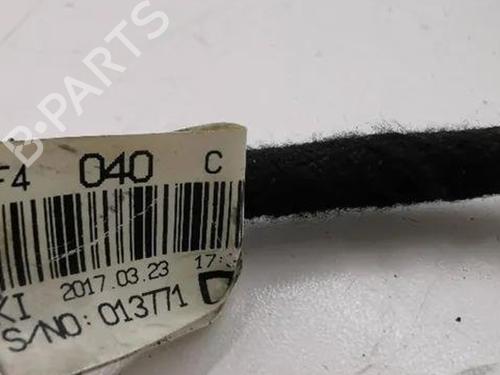 B-PARTS
F4 040 C
2017.03.23 17:
KI
S/NO: 013771 D